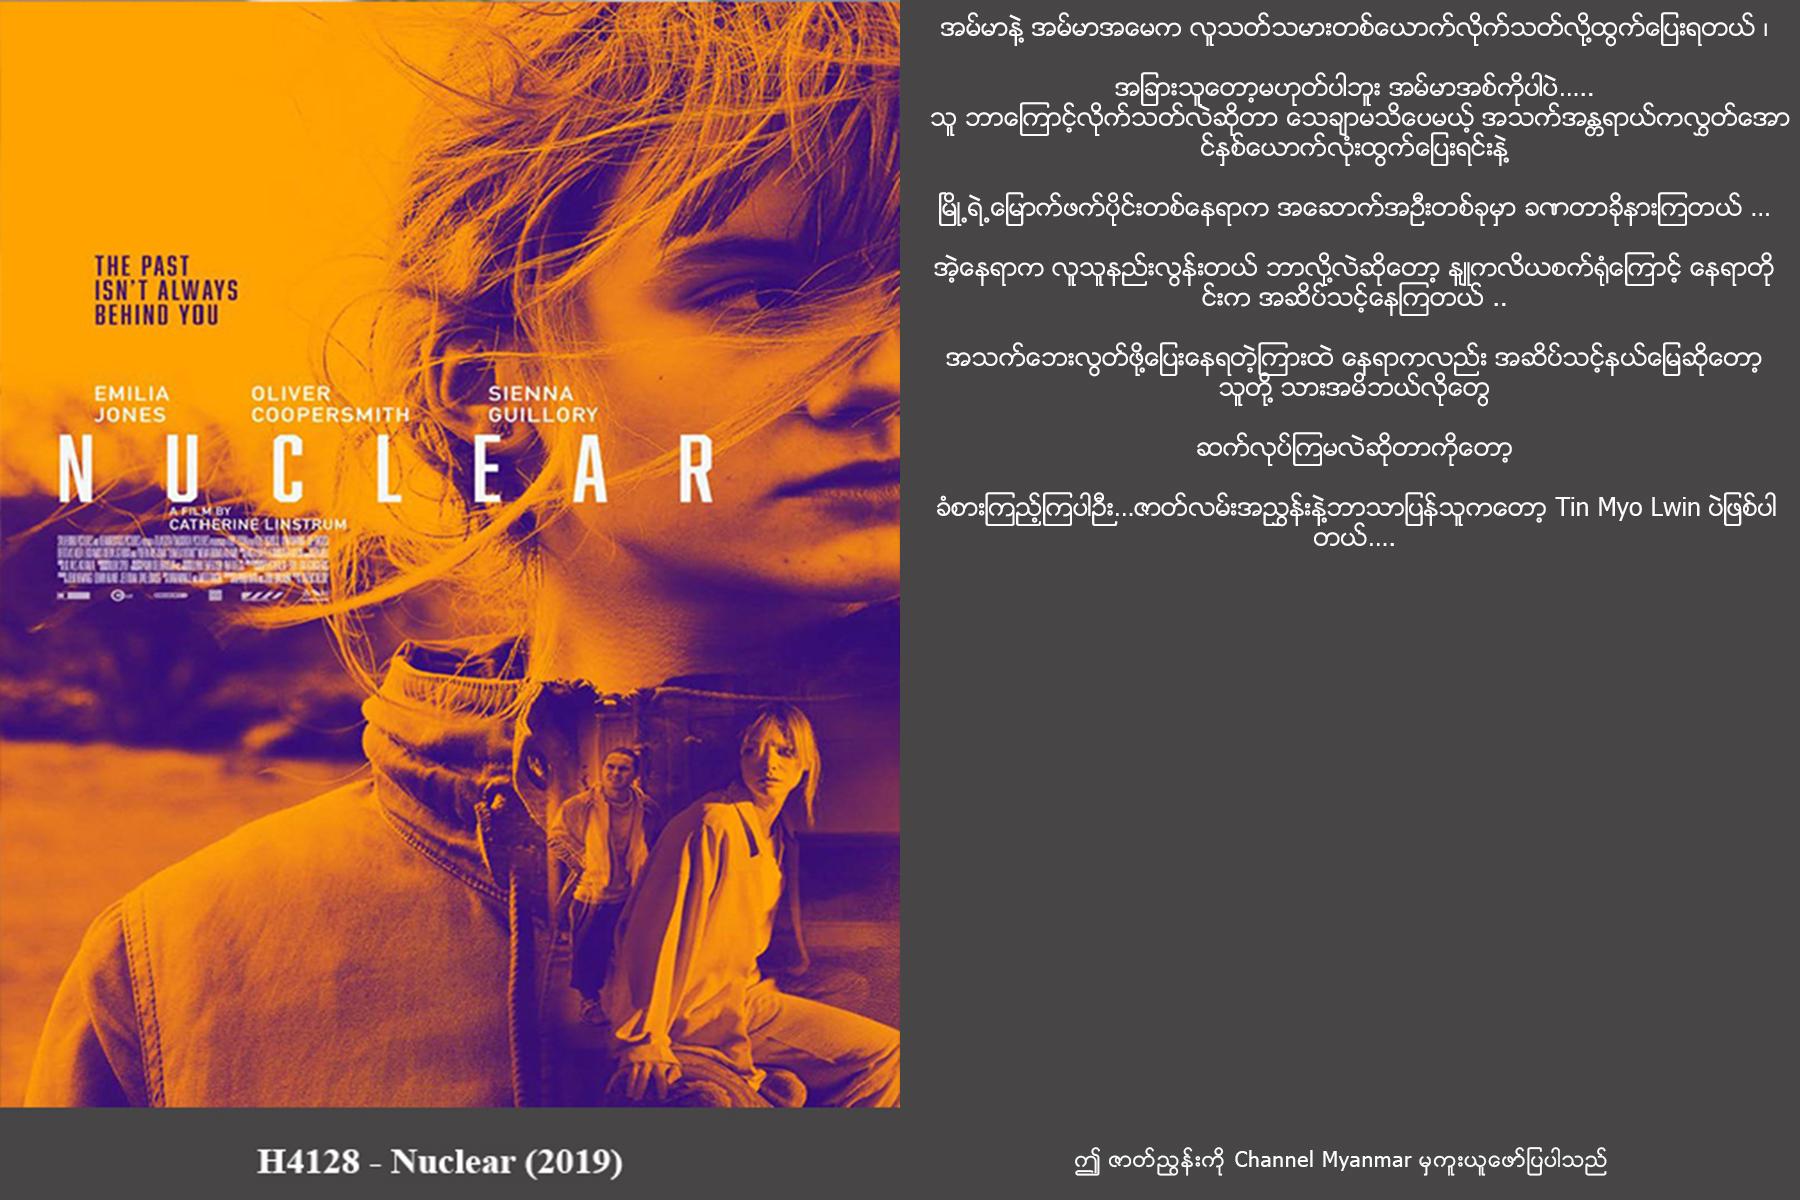 THE PAST
ISN'T ALWAYS
BEHIND YOU
EMILIA
JONES
OLIVER
COOPERSMITH
SIENNA
GUILLORY
NUCLEAR
A FILM BY
CATHERINE LINSTRUM
H4128 - Nuclear (2019)
အမ်မာနဲ့ အမ်မာအမေက လူသတ်သမားတစ်ယောက်လိုက်သတ်လို့ထွက်ပြေးရတယ် ၊
အခြားသူတော့မဟုတ်ပါဘူး အမ်မာအစ်ကိုပါပဲ.....
သူ ဘာကြောင့်လိုက်သတ်လဲဆိုတာ သေချာမသိပေမယ့် အသက်အန္တရာယ်ကလွှတ်အော
င်နှစ်ယောက်လုံးထွက်ပြေးရင်းနဲ့
မြို့ရဲ့မြောက်ဖက်ပိုင်းတစ်နေရာက အဆောက်အဦးတစ်ခုမှာ ခဏတာခိုနားကြတယ် ...
အဲ့နေရာက လူသူနည်းလွန်းတယ် ဘာလို့လဲဆိုတော့ နျူကလိယစက်ရုံကြောင့် နေရာတို
င်းက အဆိပ်သင့်နေကြတယ် ..
အသက်ဘေးလွတ်ဖို့ပြေးနေရတဲ့ကြားထဲ နေရာကလည်း အဆိပ်သင့်နယ်မြေဆိုတော့
သူတို့ သားအမိဘယ်လိုတွေ
ဆက်လုပ်ကြမလဲဆိုတာကိုတော့
ခံစားကြည့်ကြပါဦး...ဇာတ်လမ်းအညွှန်းနဲ့ဘာသာပြန်သူကတော့ Tin Myo Lwin ပဲဖြစ်ပါ
တယ်....
ဤ ဇာတ်ညွှန်းကို Channel Myanmar မှကူးယူဖော်ပြပါသည်